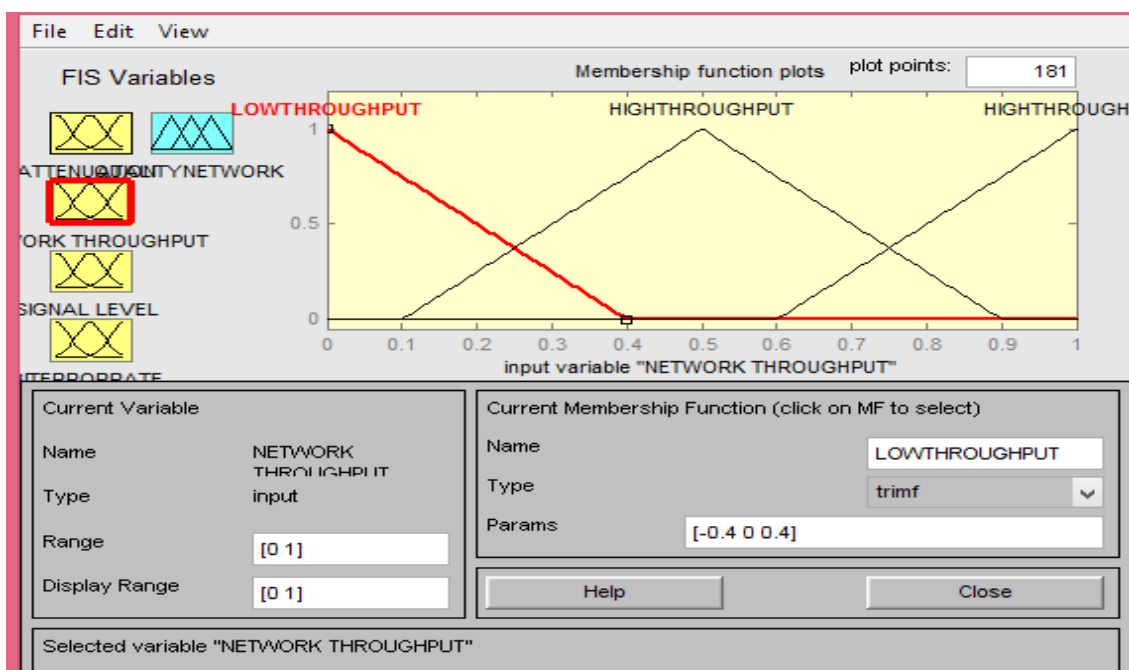 File Edit View
FIS Variables
Membership function plots plot points: 181
LOWTHROUGHPUT HIGHTHROUGHPUT HIGHTHROUGH
1
0.5
0
0 0.1 0.2 0.3 0.4 0.5 0.6 0.7 0.8 0.9 1
input variable "NETWORK THROUGHPUT"
ORK THROUGHPUT
SIGNAL LEVEL
Current Variable
Name NETWORK
THROUGHPUT
Type input
Range [0 1]
Display Range [0 1]
Current Membership Function (click on MF to select)
Name LOWTHROUGHPUT
Type trimf
Params [-0.4 0 0.4]
Help Close
Selected variable "NETWORK THROUGHPUT"